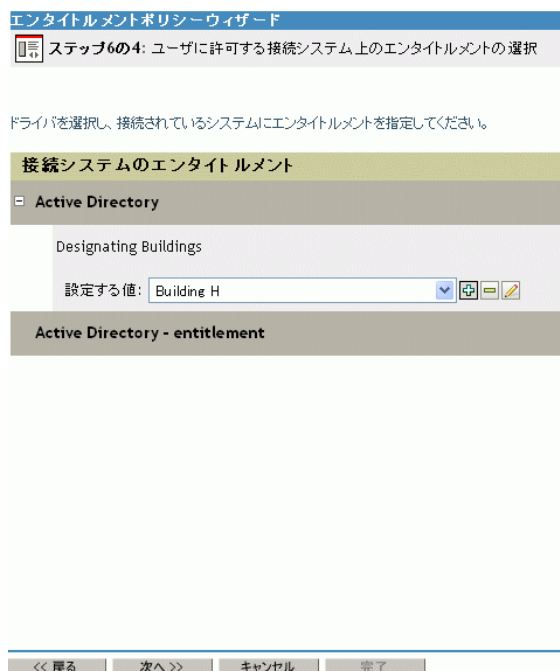 エンタイトルメントポリシーウィザード
ステップ6の4: ユーザに許可する接続システム上のエンタイトルメントの選択
ドライバを選択し、接続されているシステムにエンタイトルメントを指定してください。
接続システムのエンタイトルメント
Active Directory
Designating Buildings
設定する値: Building H
Active Directory - entitlement
<< 戻る 次へ >> キャンセル 完了